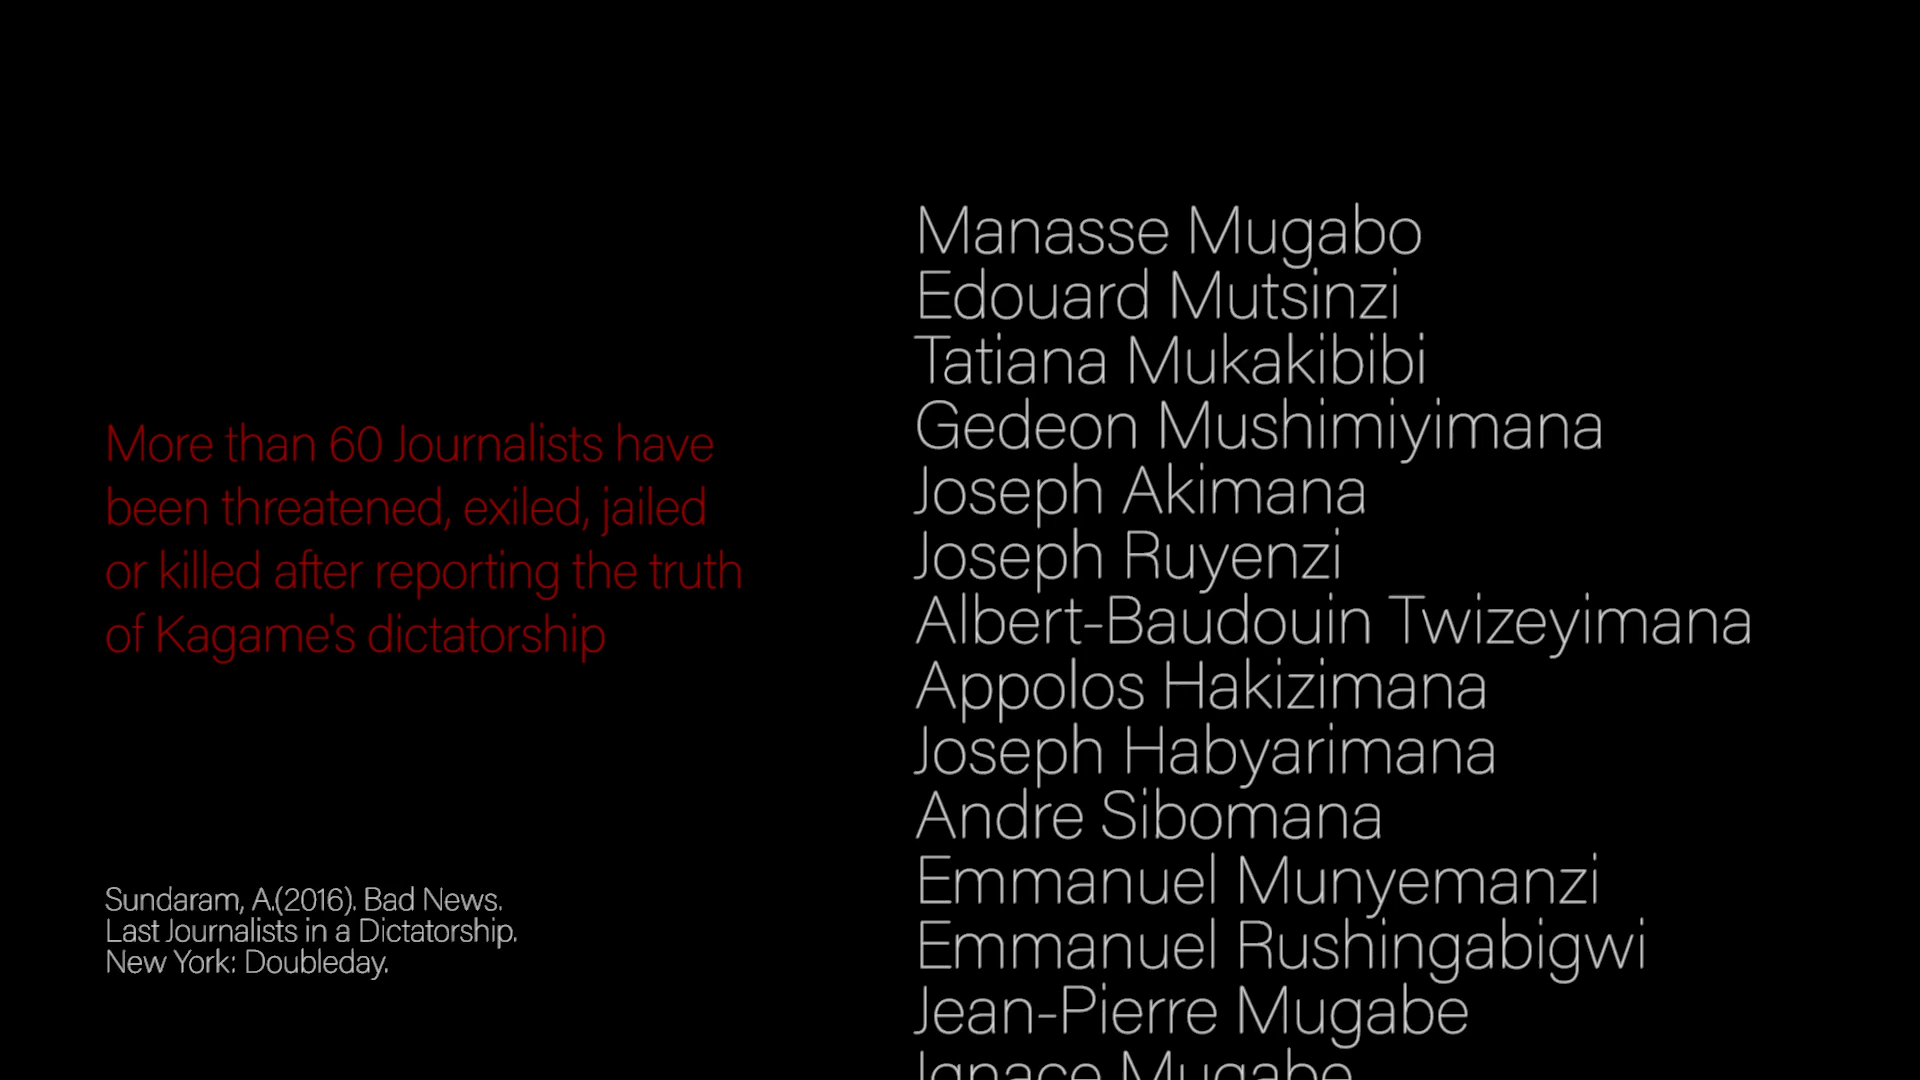 More than 60 Journalists have
been threatened, exiled, jailed
or killed after reporting the truth
of Kagame's dictatorship
Sundaram, A.(2016). Bad News.
Last Journalists in a Dictatorship.
New York: Doubleday.
Manasse Mugabo
Edouard Mutsinzi
Tatiana Mukakibibi
Gedeon Mushimiyimana
Joseph Akimana
Joseph Ruyenzi
Albert-Baudouin Twizeyimana
Appolos Hakizimana
Joseph Habyarimana
Andre Sibomana
Emmanuel Munyemanzi
Emmanuel Rushingabigwi
Jean-Pierre Mugabe
Ignace Mugabe